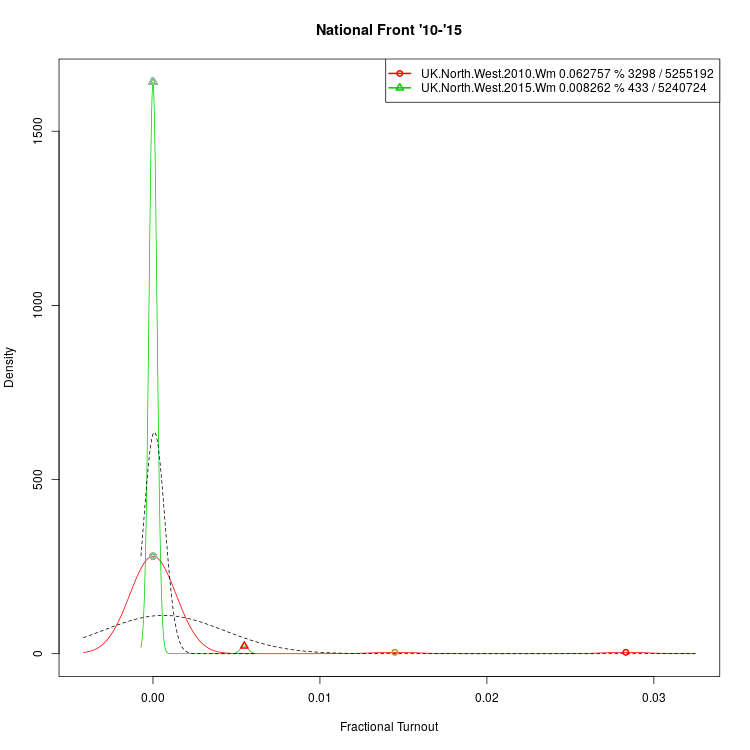 National Front '10-'15
UK.North.West.2010.Wm 0.062757 % 3298 / 5255192
UK.North.West.2015.Wm 0.008262 % 433 / 5240724
1500
1000
500
0
Density
0.00 0.01 0.02 0.03
Fractional Turnout